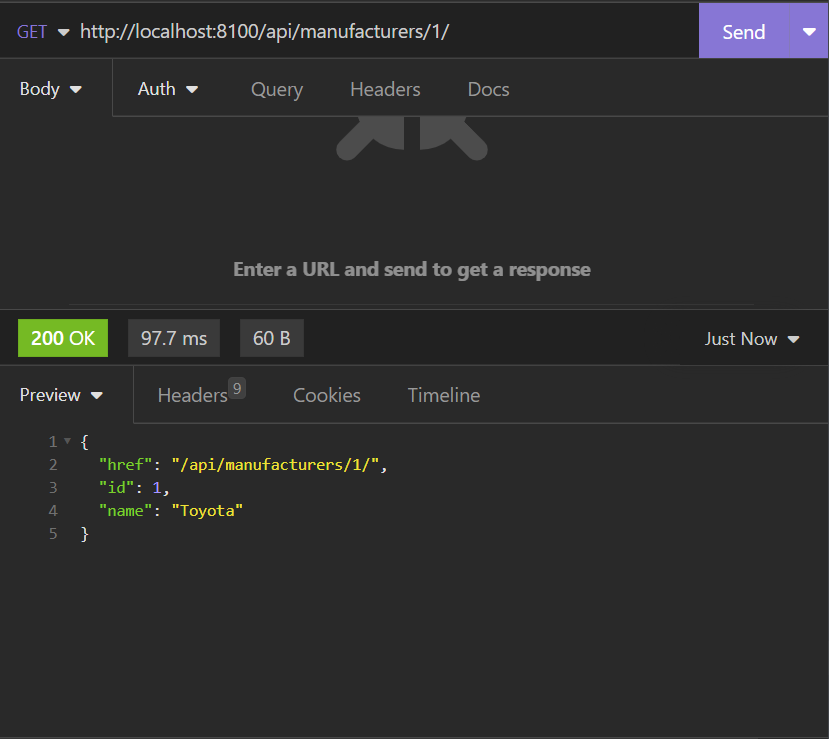 GET http://localhost:8100/api/manufacturers/1/ Send
Body Auth Query Headers Docs
Enter a URL and send to get a response
200 OK 97.7 ms 60 B Just Now
Preview Headers 9 Cookies Timeline
1 {
2 "href": "/api/manufacturers/1/",
3 "id": 1,
4 "name": "Toyota"
5 }